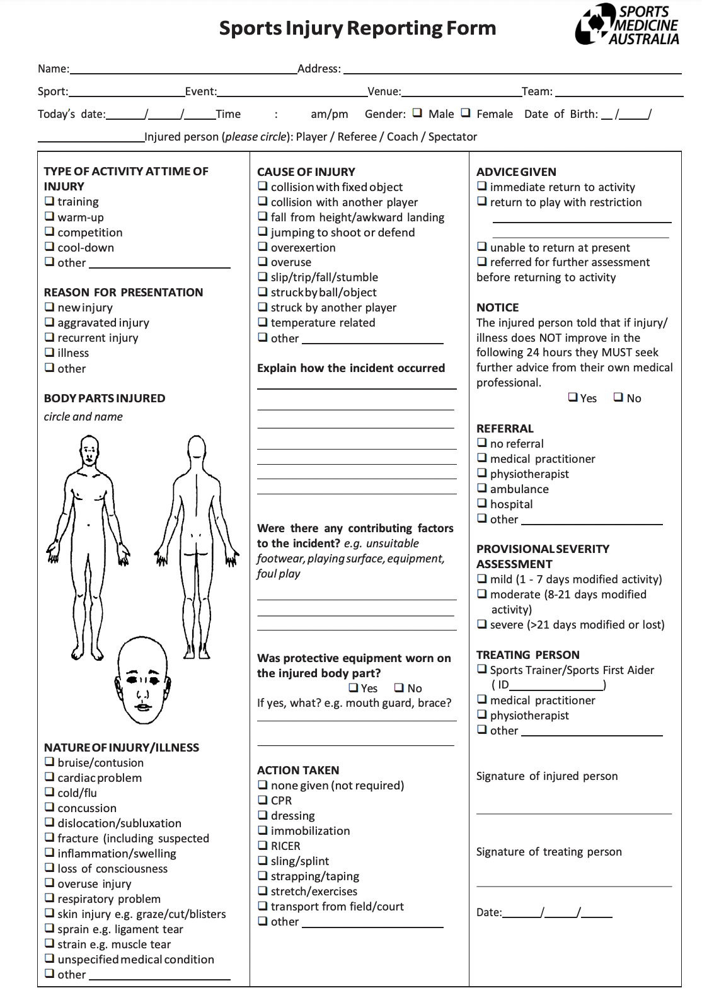 Sports Injury Reporting Form
SPORTS
MEDICINE
AUSTRALIA
Name: Address:
Sport: Event: Venue: Team:
Today's date: / / Time : am/pm Gender: ❑ Male ❑ Female Date of Birth: / /
Injured person (please circle): Player / Referee / Coach / Spectator
TYPE OF ACTIVITY AT TIME OF
INJURY
❑ training
❑ warm-up
❑ competition
❑ cool-down
❑ other
REASON FOR PRESENTATION
❑ new injury
❑ aggravated injury
❑ recurrent injury
❑ illness
❑ other
BODY PARTS INJURED
circle and name
NATURE OF INJURY/ILLNESS
❑ bruise/contusion
❑ cardiac problem
❑ cold/flu
❑ concussion
❑ dislocation/subluxation
❑ fracture (including suspected
❑ inflammation/swelling
❑ loss of consciousness
❑ overuse injury
❑ respiratory problem
❑ skin injury e.g. graze/cut/blisters
❑ sprain e.g. ligament tear
❑ strain e.g. muscle tear
❑ unspecified medical condition
❑ other
CAUSE OF INJURY
❑ collision with fixed object
❑ collision with another player
❑ fall from height/awkward landing
❑ jumping to shoot or defend
❑ overexertion
❑ overuse
❑ slip/trip/fall/stumble
❑ struck by ball/object
❑ struck by another player
❑ temperature related
❑ other
Explain how the incident occurred
Were there any contributing factors
to the incident? e.g. unsuitable
footwear, playing surface, equipment,
foul play
Was protective equipment worn on
the injured body part?
❑ Yes ❑ No
If yes, what? e.g. mouth guard, brace?
ACTION TAKEN
❑ none given (not required)
❑ CPR
❑ dressing
❑ immobilization
❑ RICER
❑ sling/splint
❑ strapping/taping
❑ stretch/exercises
❑ transport from field/court
❑ other
ADVICE GIVEN
❑ immediate return to activity
❑ return to play with restriction
❑ unable to return at present
❑ referred for further assessment
before returning to activity
NOTICE
The injured person told that if injury/
illness does NOT improve in the
following 24 hours they MUST seek
further advice from their own medical
professional.
❑ Yes ❑ No
REFERRAL
❑ no referral
❑ medical practitioner
❑ physiotherapist
❑ ambulance
❑ hospital
❑ other
PROVISIONAL SEVERITY
ASSESSMENT
❑ mild (1 - 7 days modified activity)
❑ moderate (8-21 days modified
activity)
❑ severe (>21 days modified or lost)
TREATING PERSON
❑ Sports Trainer/Sports First Aider
( ID )
❑ medical practitioner
❑ physiotherapist
❑ other
Signature of injured person
Signature of treating person
Date: / /